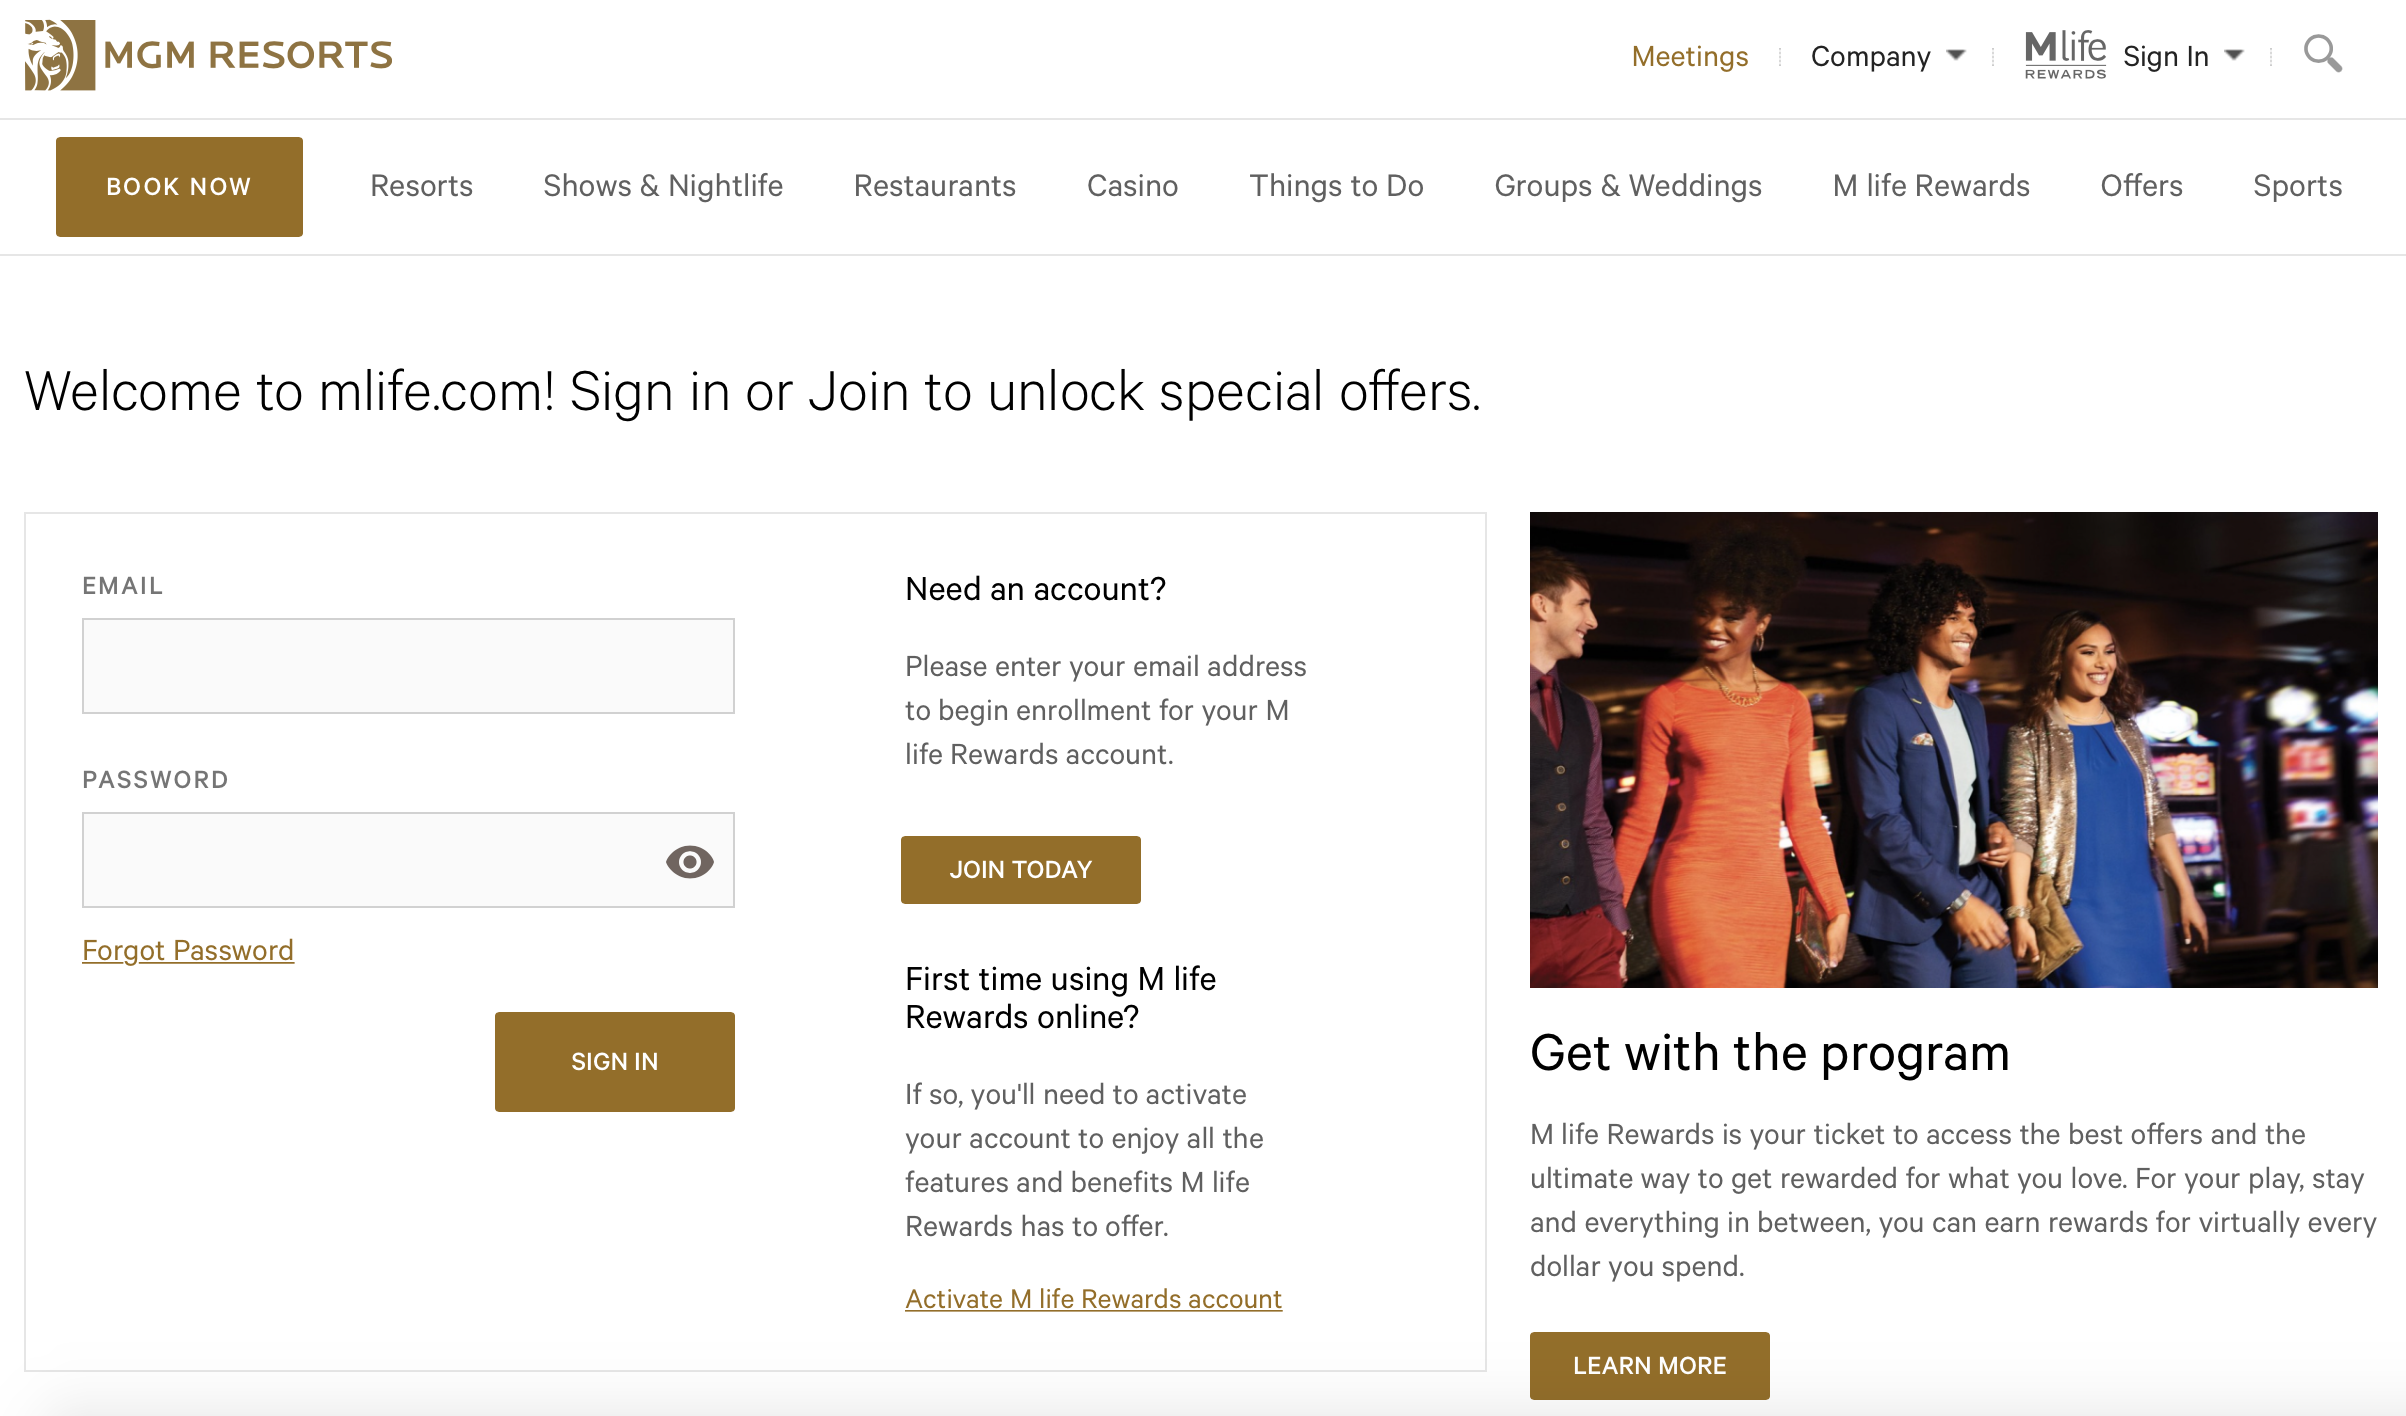 MGM RESORTS
Meetings
Company
Mlife
REWARDS
Sign In
BOOK NOW
Resorts
Shows & Nightlife
Restaurants
Casino
Things to Do
Groups & Weddings
M life Rewards
Offers
Sports
Welcome to mlife.com! Sign in or Join to unlock special offers.
EMAIL
PASSWORD
Forgot Password
SIGN IN
Need an account?
Please enter your email address
to begin enrollment for your M
life Rewards account.
JOIN TODAY
First time using M life
Rewards online?
If so, you'll need to activate
your account to enjoy all the
features and benefits M life
Rewards has to offer.
Activate M life Rewards account
Get with the program
M life Rewards is your ticket to access the best offers and the
ultimate way to get rewarded for what you love. For your play, stay
and everything in between, you can earn rewards for virtually every
dollar you spend.
LEARN MORE